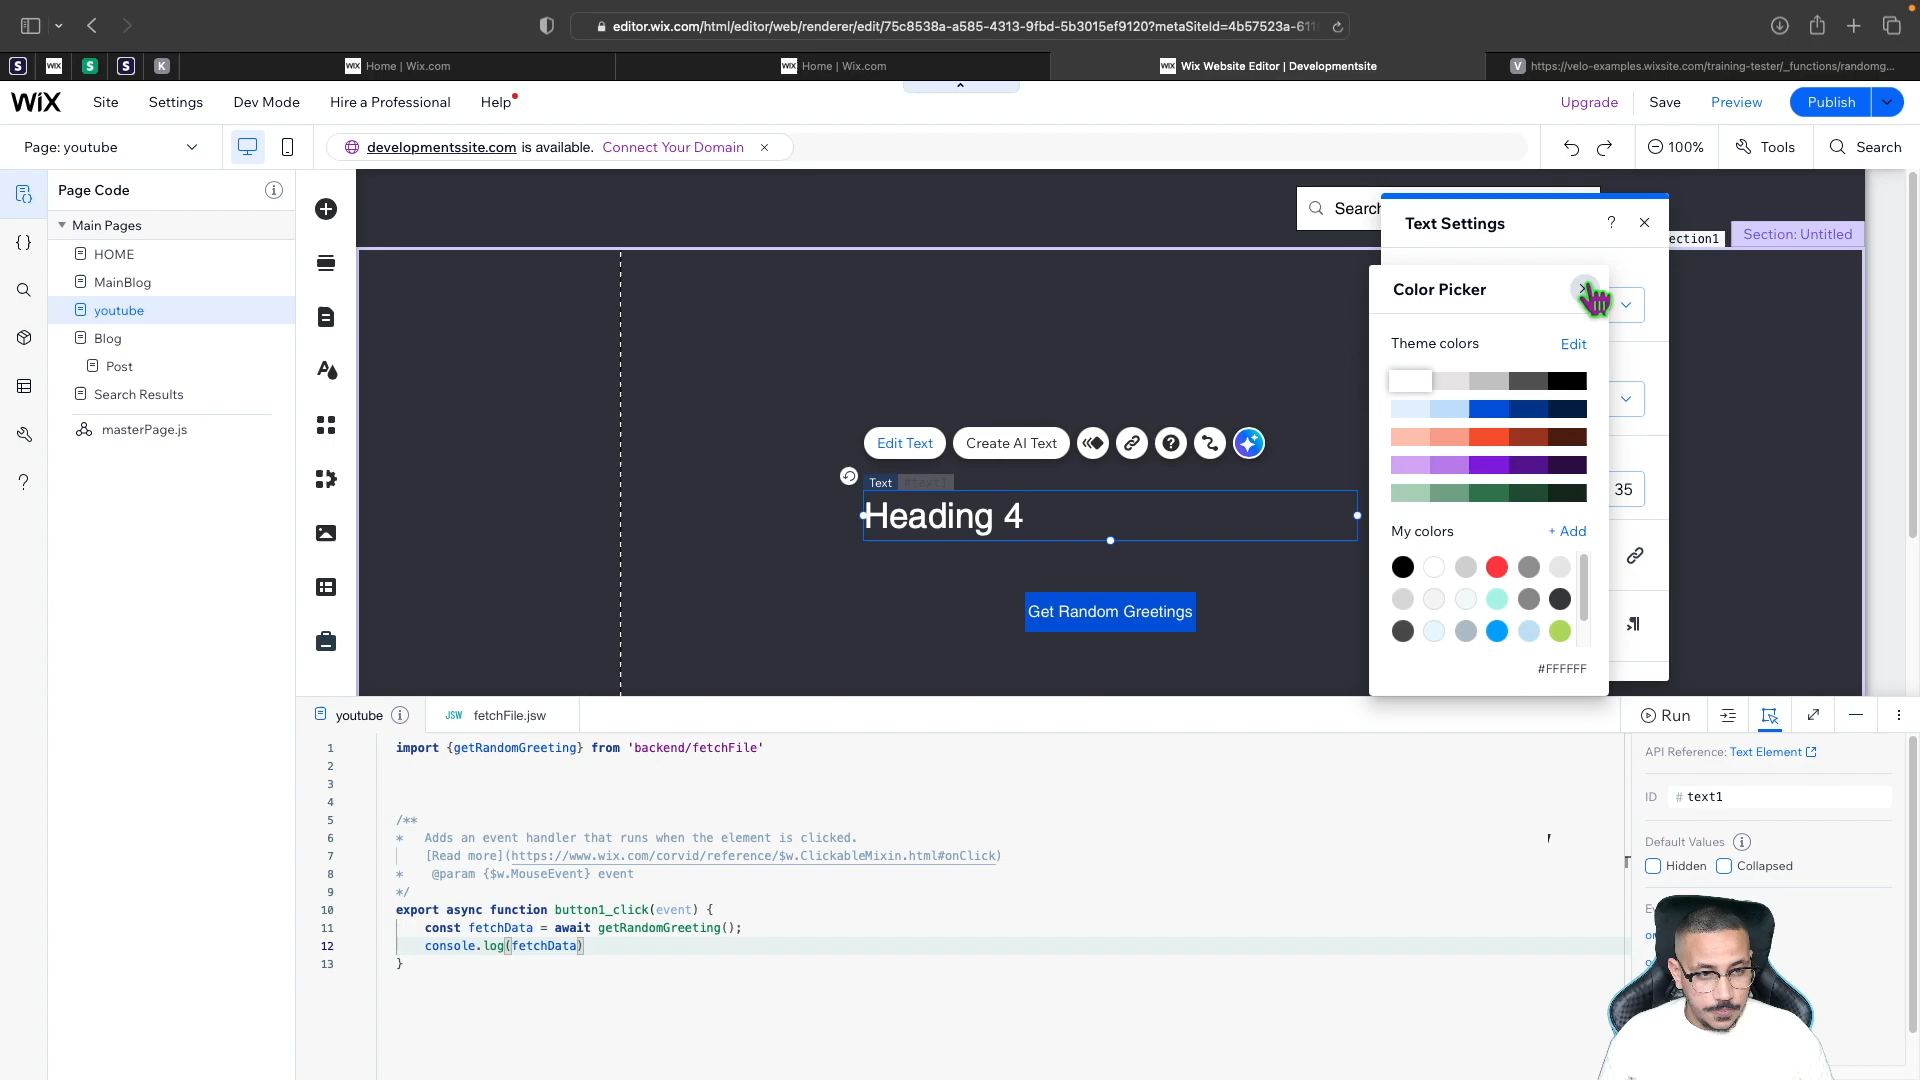 editor.wix.com/html/editor/web/renderer/edit/75c8538a-a585-4313-9fbd-5b3015ef9120?metaSiteId=4b57523a-611
S
WIX
S
S
K
WIX Home | Wix.com
WIX Home | Wix.com
WIX Wix Website Editor | Developmentsite
V https://velo-examples.wixsite.com/training-tester/_functions/randomg...
WIX
Site
Settings
Dev Mode
Hire a Professional
Help
Upgrade
Save
Preview
Publish
Page: youtube
developmentssite.com is available. Connect Your Domain
100%
Tools
Search
Page Code
Main Pages
HOME
MainBlog
youtube
Blog
Post
Search Results
masterPage.js
Search
Text Settings
?
ection1
Section: Untitled
Color Picker
Theme colors
Edit
35
My colors
+ Add
#FFFFFF
Edit Text
Create AI Text
Text #text1
Heading 4
Get Random Greetings
youtube
JSW fetchFile.jsw
Run
1 import {getRandomGreeting} from 'backend/fetchFile'
2
3
4
5 /**
6 * Adds an event handler that runs when the element is clicked.
7 [Read more](https://www.wix.com/corvid/reference/$w.ClickableMixin.html#onClick)
8 * @param {$w.MouseEvent} event
9 */
10 export async function button1_click(event) {
11 const fetchData = await getRandomGreeting();
12 console.log(fetchData)
13 }
API Reference: Text Element
ID # text1
Default Values
Hidden
Collapsed